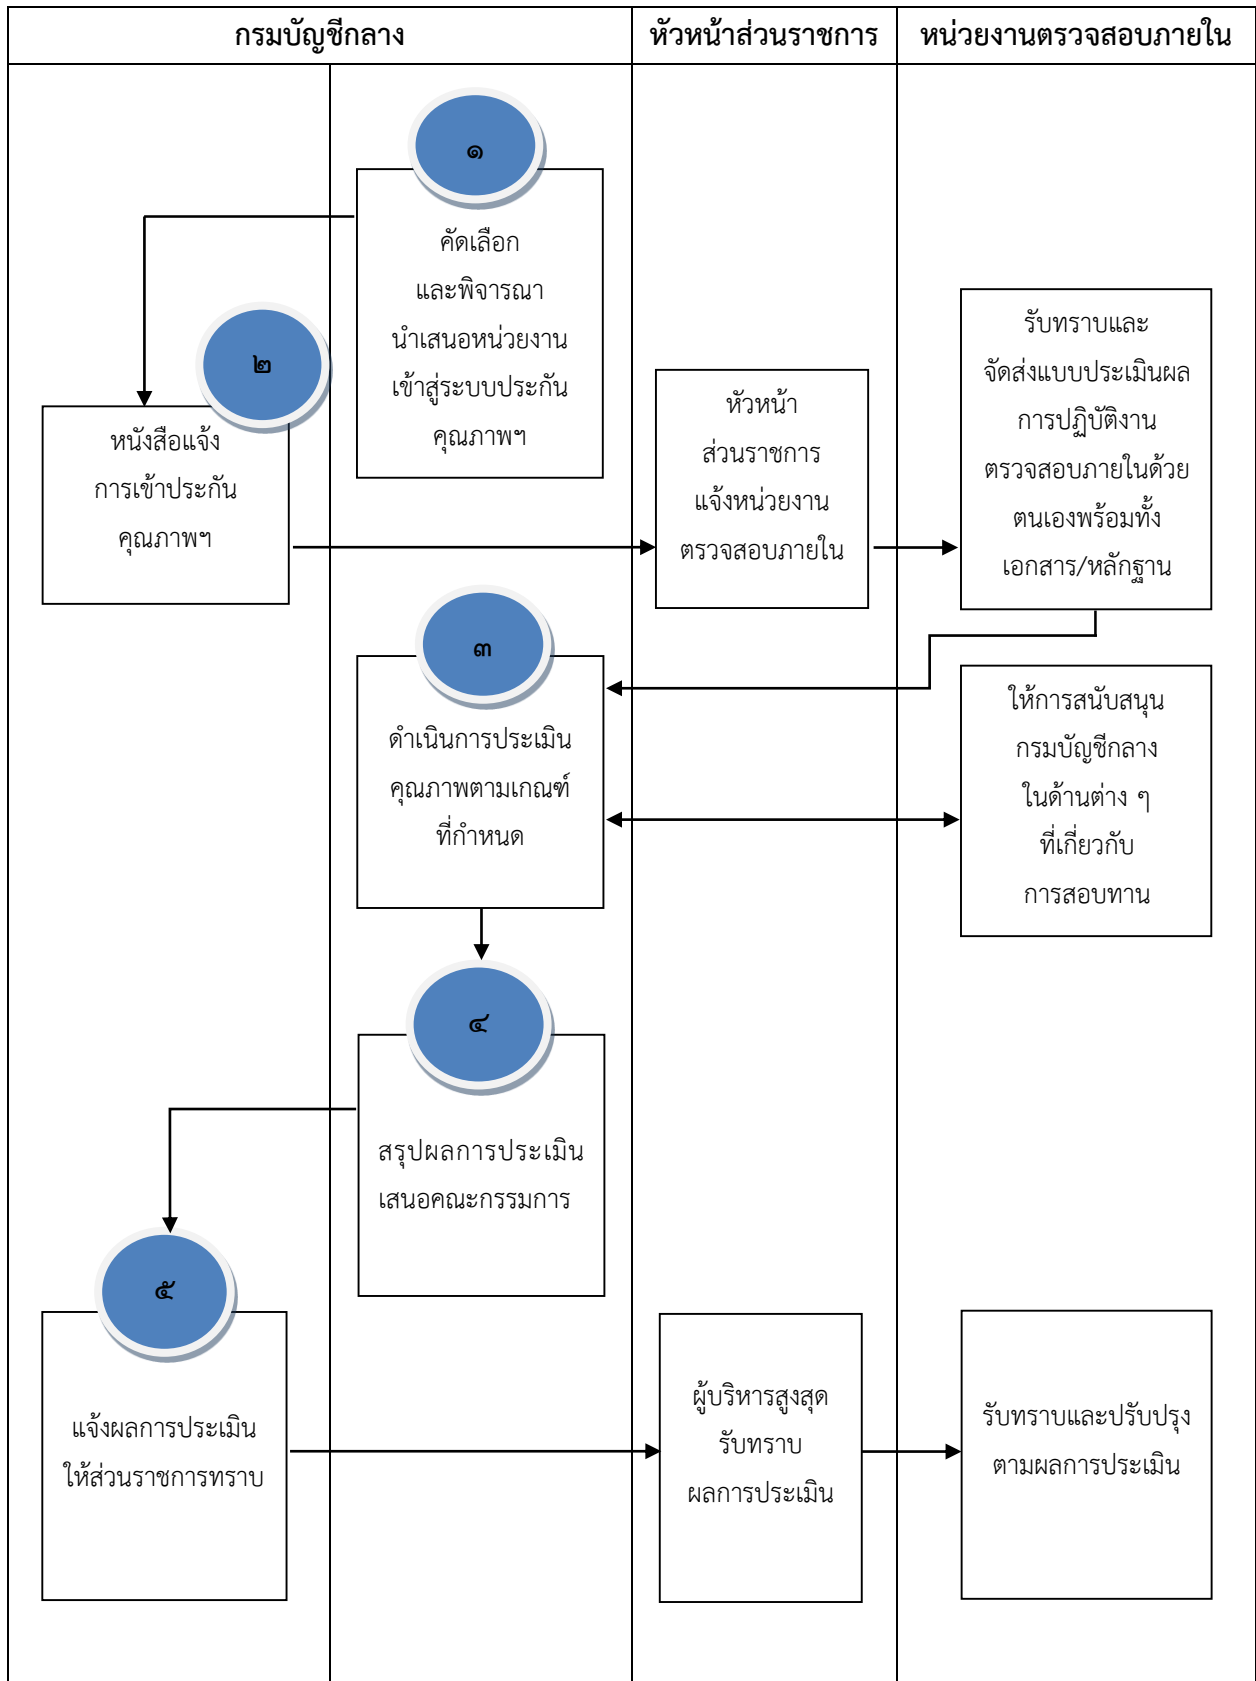 กรมบัญชีกลาง
หัวหน้าส่วนราชการ
หน่วยงานตรวจสอบภายใน
๑
คัดเลือก
และพิจารณา
นำเสนอหน่วยงาน
เข้าสู่ระบบประกัน
คุณภาพฯ
๒
หนังสือแจ้ง
การเข้าประกัน
คุณภาพฯ
หัวหน้า
ส่วนราชการ
แจ้งหน่วยงาน
ตรวจสอบภายใน
รับทราบและ
จัดส่งแบบประเมินผล
การปฏิบัติงาน
ตรวจสอบภายในด้วย
ตนเองพร้อมทั้ง
เอกสาร/หลักฐาน
๓
ดำเนินการประเมิน
คุณภาพตามเกณฑ์
ที่กำหนด
ให้การสนับสนุน
กรมบัญชีกลาง
ในด้านต่าง ๆ
ที่เกี่ยวกับ
การสอบทาน
๔
สรุปผลการประเมิน
เสนอคณะกรรมการ
๕
แจ้งผลการประเมิน
ให้ส่วนราชการทราบ
ผู้บริหารสูงสุด
รับทราบ
ผลการประเมิน
รับทราบและปรับปรุง
ตามผลการประเมิน